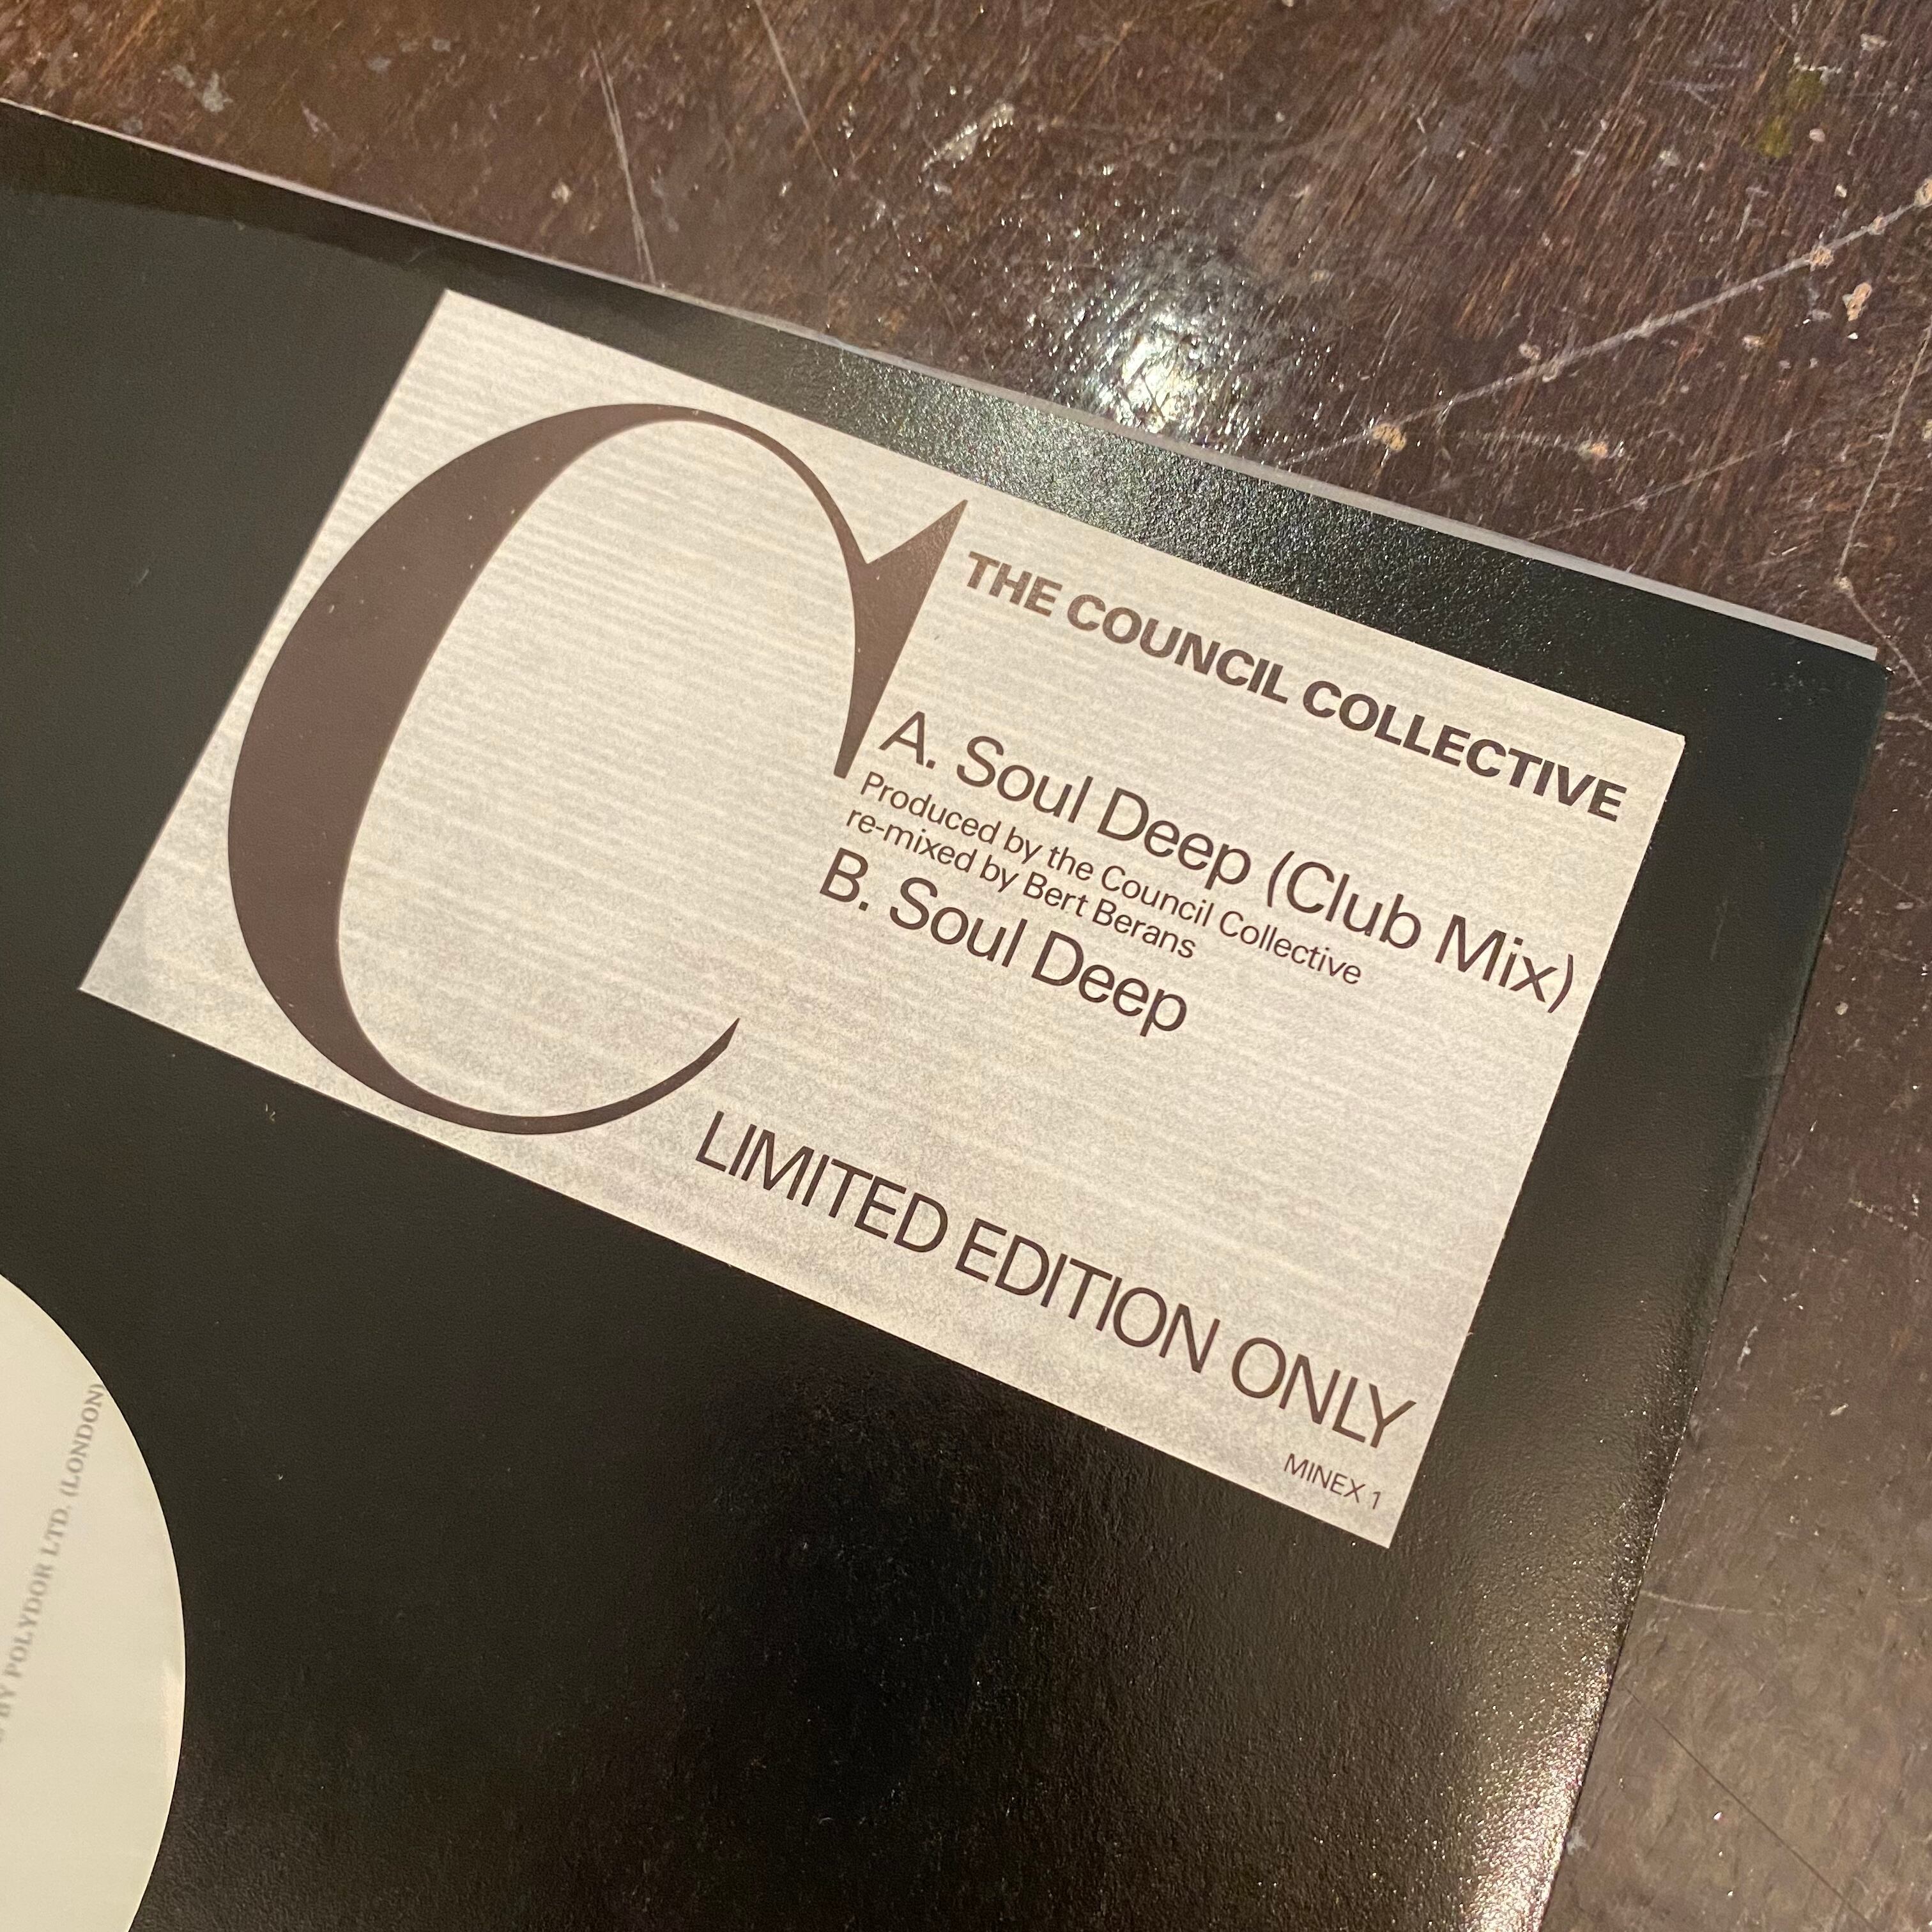 C
THE COUNCIL COLLECTIVE
A. Soul Deep (Club Mix)
Produced by the Council Collective
re-mixed by Bert Berans
B. Soul Deep
LIMITED EDITION ONLY
MINEX 1
BY POLYDOR LTD. (LONDON)